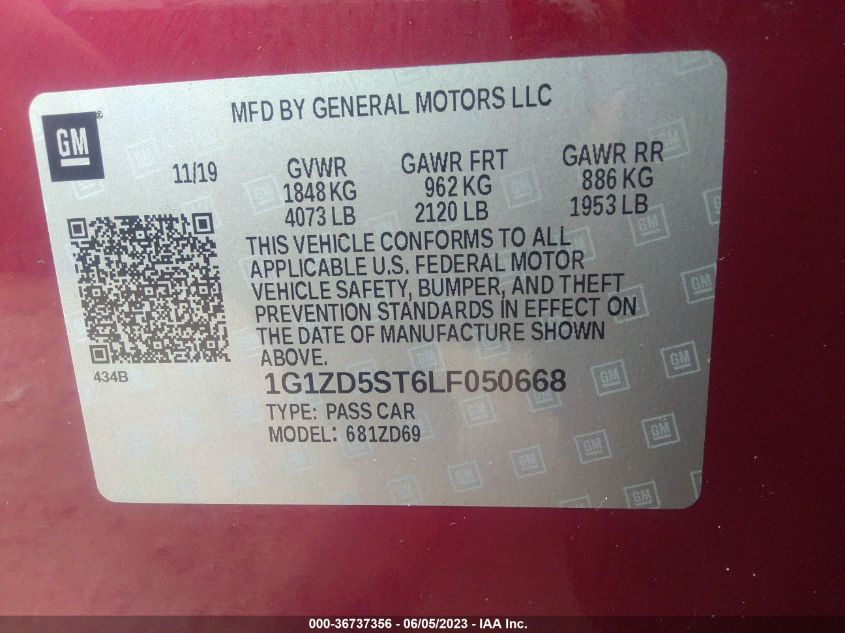 MFD BY GENERAL MOTORS LLC
GM®
11/19
GVWR
1848 KG
4073 LB
GAWR FRT
962 KG
2120 LB
GAWR RR
886 KG
1953 LB
THIS VEHICLE CONFORMS TO ALL
APPLICABLE U.S. FEDERAL MOTOR
VEHICLE SAFETY, BUMPER, AND THEFT
PREVENTION STANDARDS IN EFFECT ON
THE DATE OF MANUFACTURE SHOWN
ABOVE.
434B
1G1ZD5ST6LF050668
TYPE: PASS CAR
MODEL: 681ZD69
000-36737356 - 06/05/2023 - IAA Inc.